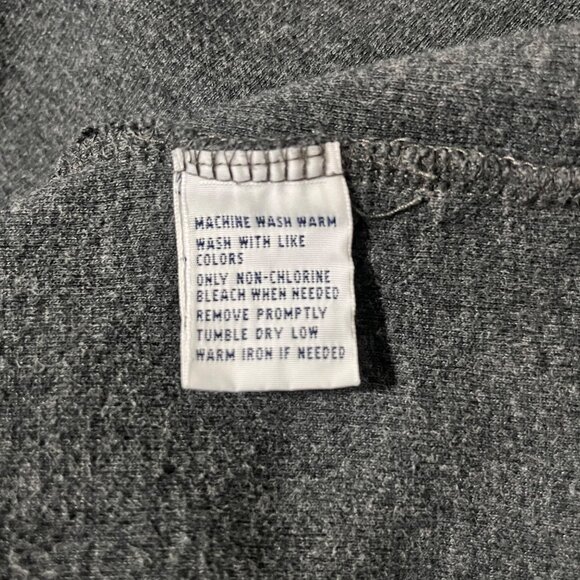 MACHINE WASH WARM
WASH WITH LIKE
COLORS
ONLY NON-CHLORINE
BLEACH WHEN NEEDED
REMOVE PROMPTLY
TUMBLE DRY LOW
WARM IRON IF NEEDED